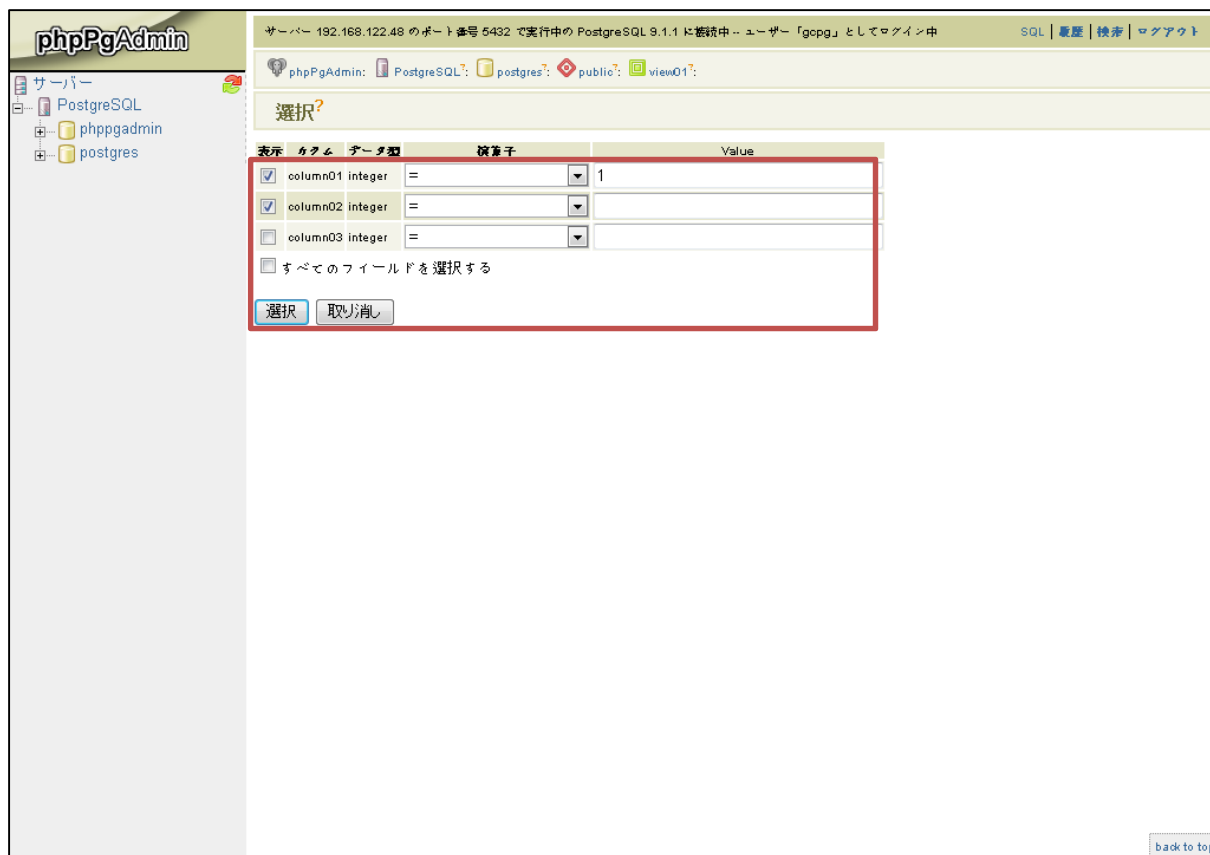 phpPgAdmin
サーバー 192.168.122.48 のポート番号 5432 で実行中の PostgreSQL 9.1.1 に接続中 -- ユーザー「gopg」としてログイン中
SQL | 履歴 | 検索 | ログアウト
phpPgAdmin: PostgreSQL?: postgres?: public?: view01?:
サーバー
PostgreSQL
phppgadmin
postgres
選択?
表示 カラム データ型 演算子 Value
column01 integer = 1
column02 integer =
column03 integer =
すべてのフィールドを選択する
選択 取り消し
back to top